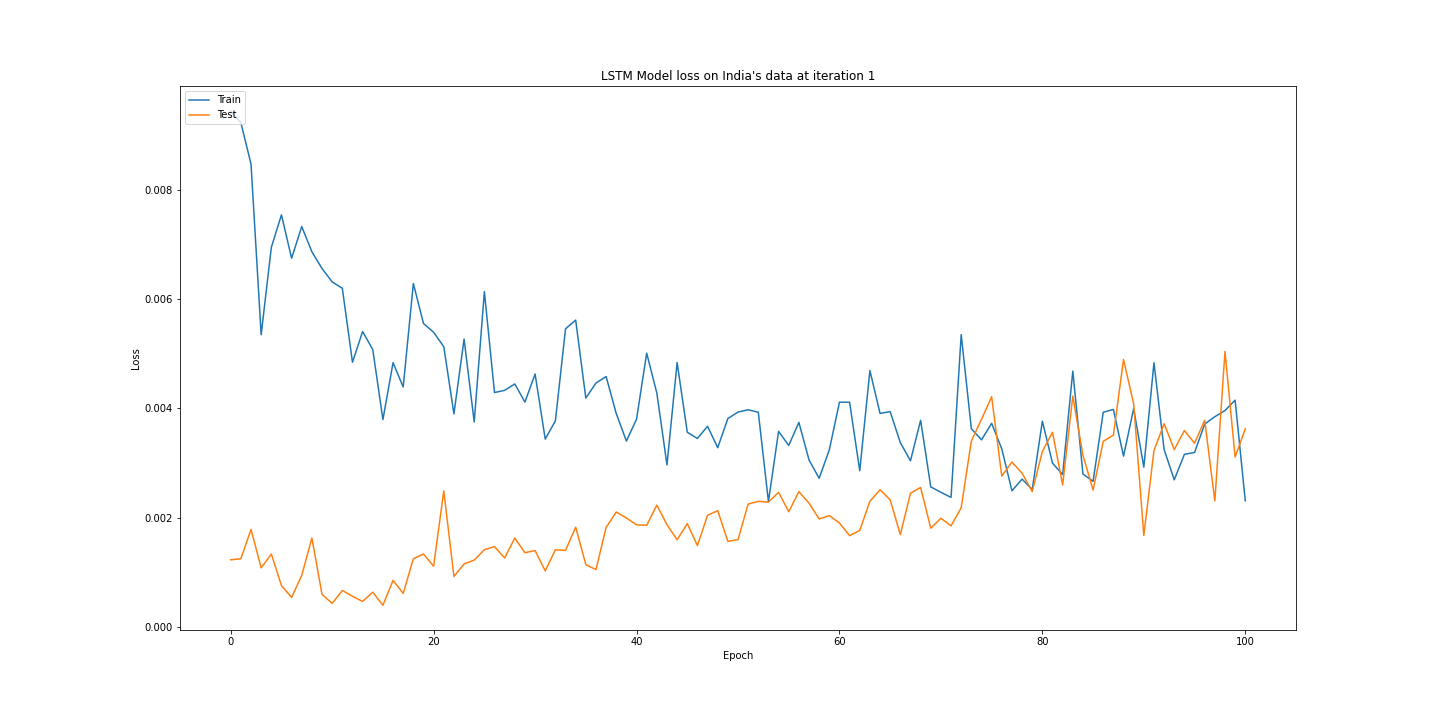 LSTM Model loss on India's data at iteration 1
Train
Test
0.008
0.006
0.004
0.002
0.000
Loss
0 20 40 60 80 100
Epoch